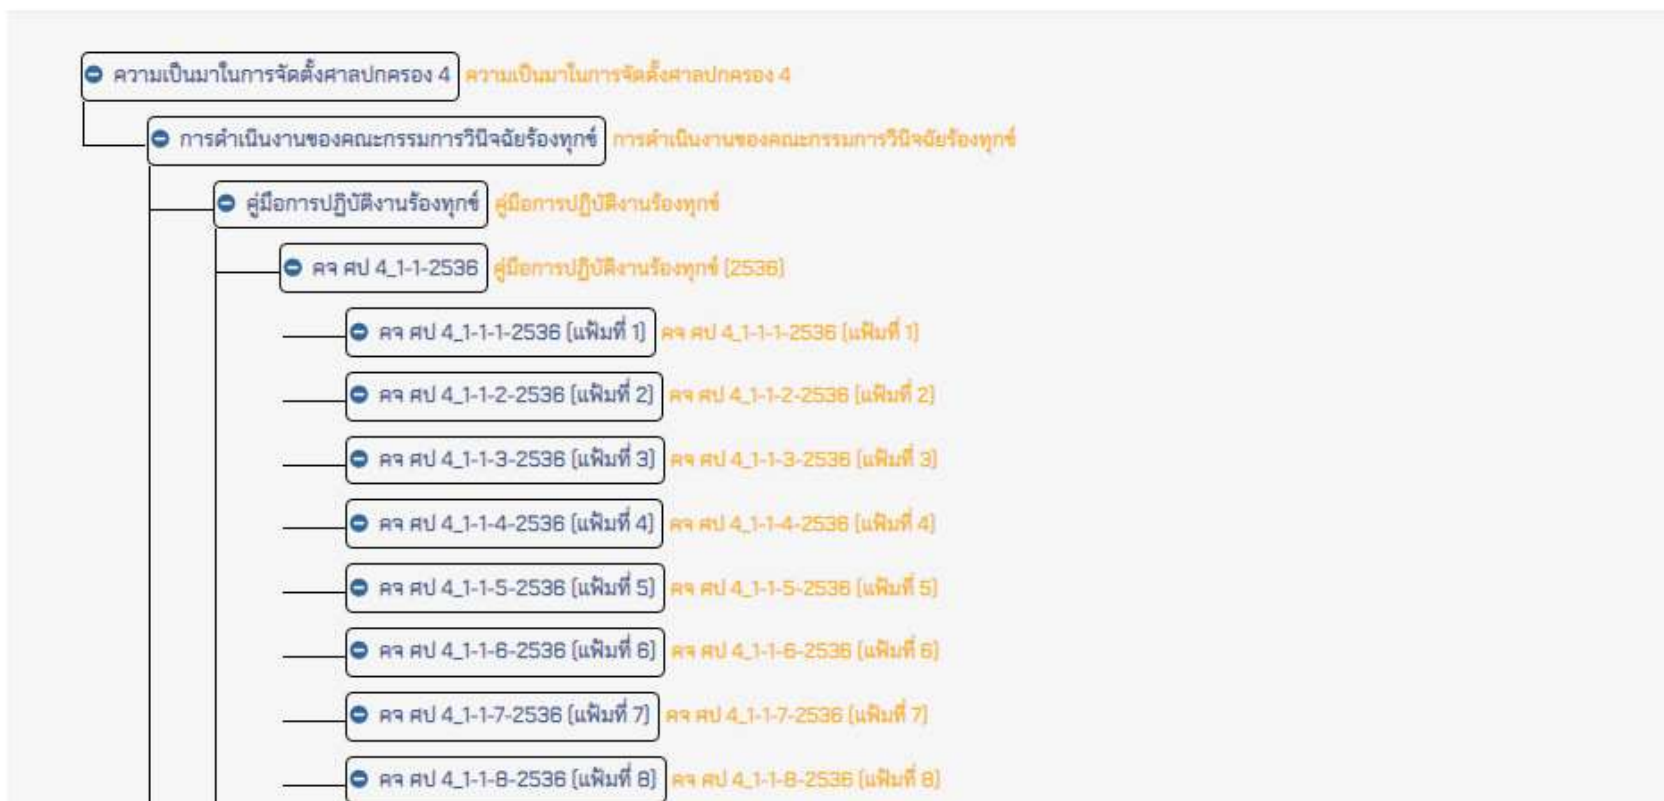 ความเป็นมาในการจัดตั้งศาลปกครอง 4 ความเป็นมาในการจัดตั้งศาลปกครอง 4
การดำเนินงานของคณะกรรมการวินิจฉัยร้องทุกข์ การดำเนินงานของคณะกรรมการวินิจฉัยร้องทุกข์
คู่มือการปฏิบัติงานร้องทุกข์ คู่มือการปฏิบัติงานร้องทุกข์
คจ ศป 4_1-1-2536 คู่มือการปฏิบัติงานร้องทุกข์ (2536)
คจ ศป 4_1-1-1-2536 (แฟ้มที่ 1) คจ ศป 4_1-1-1-2536 (แฟ้มที่ 1)
คจ ศป 4_1-1-2-2536 (แฟ้มที่ 2) คจ ศป 4_1-1-2-2536 (แฟ้มที่ 2)
คจ ศป 4_1-1-3-2536 (แฟ้มที่ 3) คจ ศป 4_1-1-3-2536 (แฟ้มที่ 3)
คจ ศป 4_1-1-4-2536 (แฟ้มที่ 4) คจ ศป 4_1-1-4-2536 (แฟ้มที่ 4)
คจ ศป 4_1-1-5-2536 (แฟ้มที่ 5) คจ ศป 4_1-1-5-2536 (แฟ้มที่ 5)
คจ ศป 4_1-1-6-2536 (แฟ้มที่ 6) คจ ศป 4_1-1-6-2536 (แฟ้มที่ 6)
คจ ศป 4_1-1-7-2536 (แฟ้มที่ 7) คจ ศป 4_1-1-7-2536 (แฟ้มที่ 7)
คจ ศป 4_1-1-8-2536 (แฟ้มที่ 8) คจ ศป 4_1-1-8-2536 (แฟ้มที่ 8)